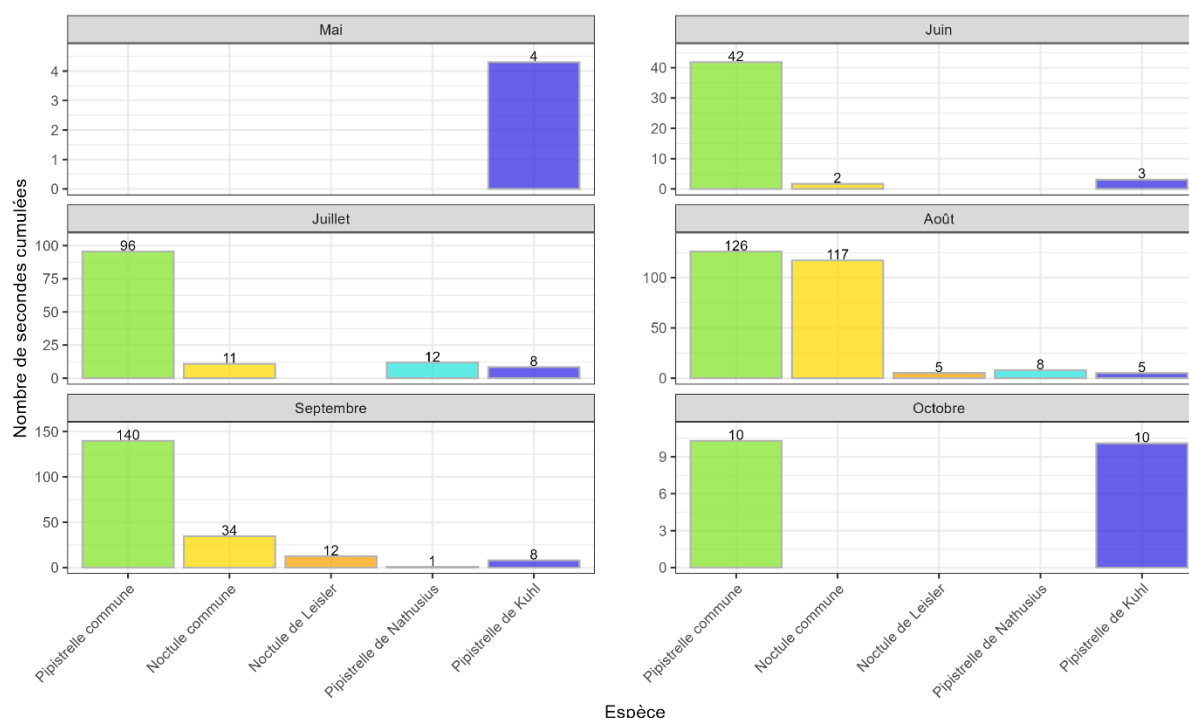 Mai
Juin
4
42
4
3
2
1
0
40
30
20
10
0
2
3
Juillet
Août
96
11
12
8
126
117
5
8
5
100
75
50
25
0
100
50
0
Septembre
Octobre
140
34
12
1
8
10
10
150
100
50
0
9
6
3
0
Pipistrelle commune
Noctule commune
Noctule de Leisler
Pipistrelle de Nathusius
Pipistrelle de Kuhl
Pipistrelle commune
Noctule commune
Noctule de Leisler
Pipistrelle de Nathusius
Pipistrelle de Kuhl
Nombre de secondes cumulées
Espèce